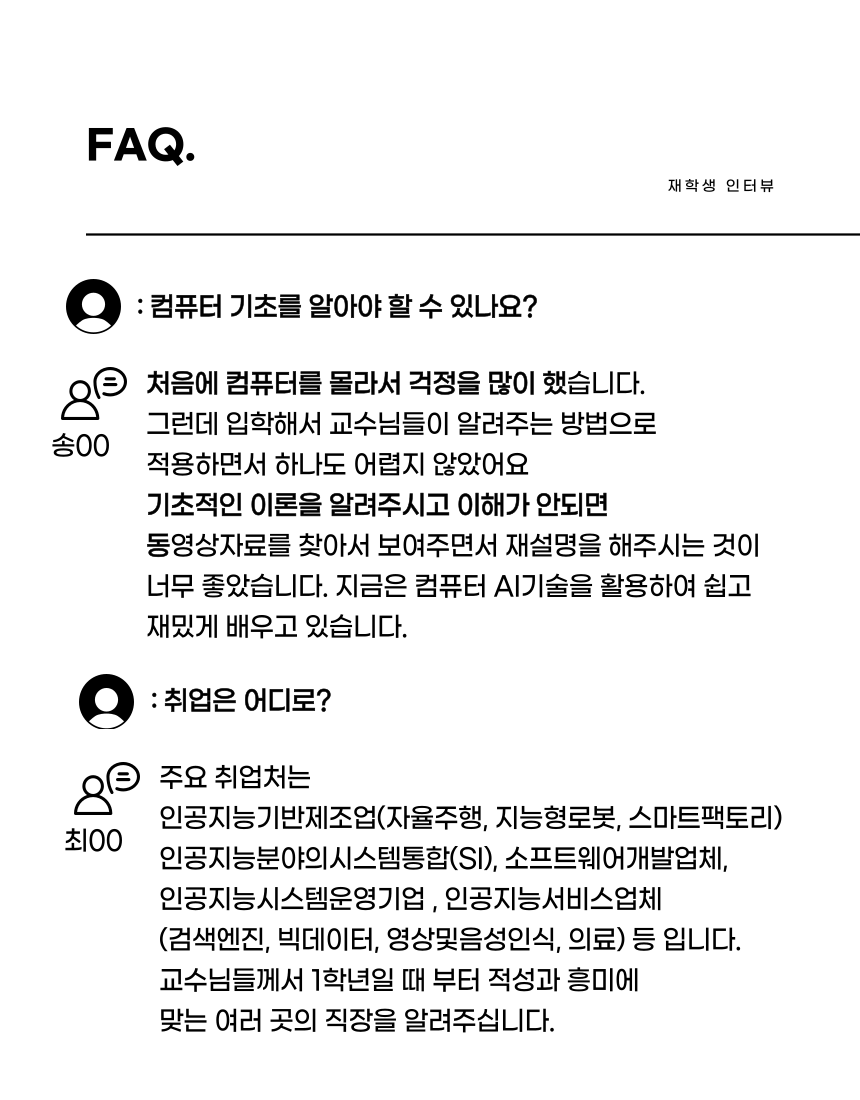 FAQ.
재학생 인터뷰
: 컴퓨터 기초를 알아야 할 수 있나요?
처음에 컴퓨터를 몰라서 걱정을 많이 했습니다.
그런데 입학해서 교수님들이 알려주는 방법으로
송00
적용하면서 하나도 어렵지 않았어요
기초적인 이론을 알려주시고 이해가 안되면
동영상자료를 찾아서 보여주면서 재설명을 해주시는 것이
너무 좋았습니다. 지금은 컴퓨터 AI기술을 활용하여 쉽고
재밌게 배우고 있습니다.
: 취업은 어디로?
주요 취업처는
인공지능기반제조업(자율주행, 지능형로봇, 스마트팩토리)
최00
인공지능분야의시스템통합(SI), 소프트웨어개발업체,
인공지능시스템운영기업 , 인공지능서비스업체
(검색엔진, 빅데이터, 영상및음성인식, 의료) 등 입니다.
교수님들께서 1학년일 때 부터 적성과 흥미에
맞는 여러 곳의 직장을 알려주십니다.